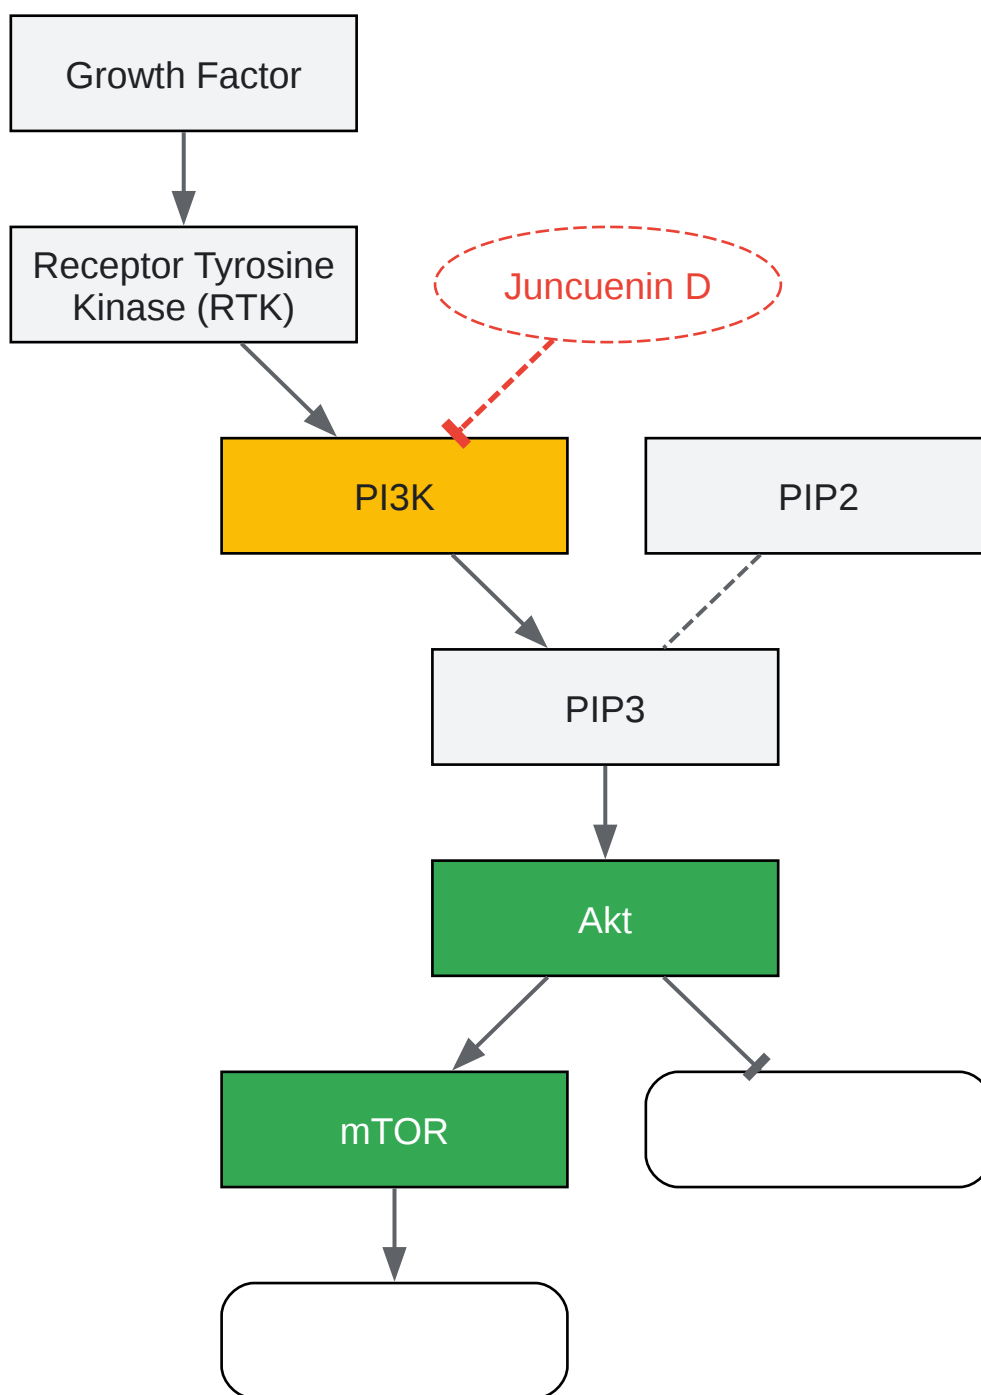 Growth Factor
Receptor Tyrosine
Kinase (RTK)
Juncuenin D
PI3K
PIP2
PIP3
Akt
mTOR